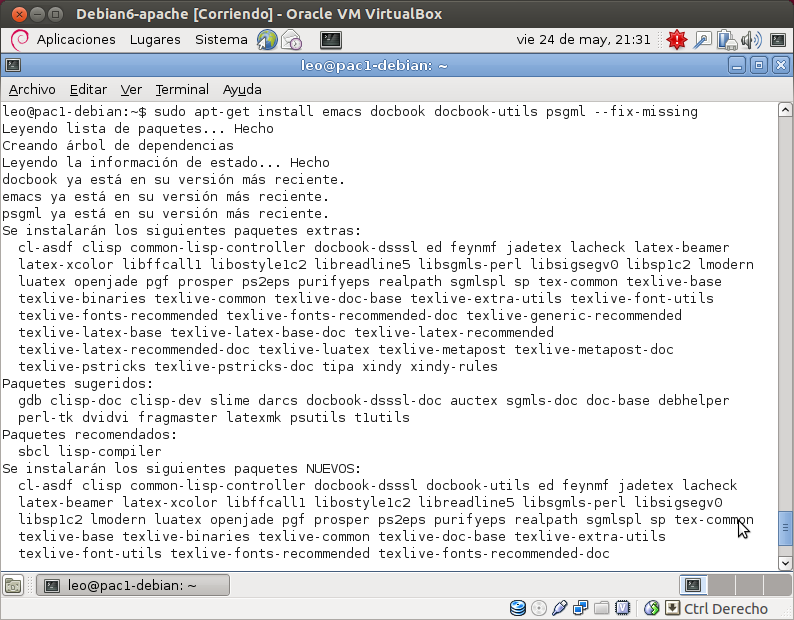 Debian6-apache [Corriendo] - Oracle VM VirtualBox
Aplicaciones Lugares Sistema vie 24 de may, 21:31
leo@pac1-debian: ~
Archivo Editar Ver Terminal Ayuda
leo@pac1-debian:~$ sudo apt-get install emacs docbook docbook-utils psgml --fix-missing
Leyendo lista de paquetes... Hecho
Creando árbol de dependencias
Leyendo la información de estado... Hecho
docbook ya está en su versión más reciente.
emacs ya está en su versión más reciente.
psgml ya está en su versión más reciente.
Se instalarán los siguientes paquetes extras:
cl-asdf clisp common-lisp-controller docbook-dsssl ed feynmf jadetex lacheck latex-beamer
latex-xcolor libffcall1 libostyle1c2 libreadline5 libsgmls-perl libsigsegv0 libsp1c2 lmodern
luatex openjade pgf prosper ps2eps purifyeps realpath sgmlspl sp tex-common texlive-base
texlive-binaries texlive-common texlive-doc-base texlive-extra-utils texlive-font-utils
texlive-fonts-recommended texlive-fonts-recommended-doc texlive-generic-recommended
texlive-latex-base texlive-latex-base-doc texlive-latex-recommended
texlive-latex-recommended-doc texlive-luatex texlive-metapost texlive-metapost-doc
texlive-pstricks texlive-pstricks-doc tipa xindy xindy-rules
Paquetes sugeridos:
gdb clisp-doc clisp-dev slime darcs docbook-dsssl-doc auctex sgmls-doc doc-base debhelper
perl-tk dvidvi fragmaster latexmk psutils t1utils
Paquetes recomendados:
sbcl lisp-compiler
Se instalarán los siguientes paquetes NUEVOS:
cl-asdf clisp common-lisp-controller docbook-dsssl docbook-utils ed feynmf jadetex lacheck
latex-beamer latex-xcolor libffcall1 libostyle1c2 libreadline5 libsgmls-perl libsigsegv0
libsp1c2 lmodern luatex openjade pgf prosper ps2eps purifyeps realpath sgmlspl sp tex-common
texlive-base texlive-binaries texlive-common texlive-doc-base texlive-extra-utils
texlive-font-utils texlive-fonts-recommended texlive-fonts-recommended-doc
leo@pac1-debian: ~
Ctrl Derecho